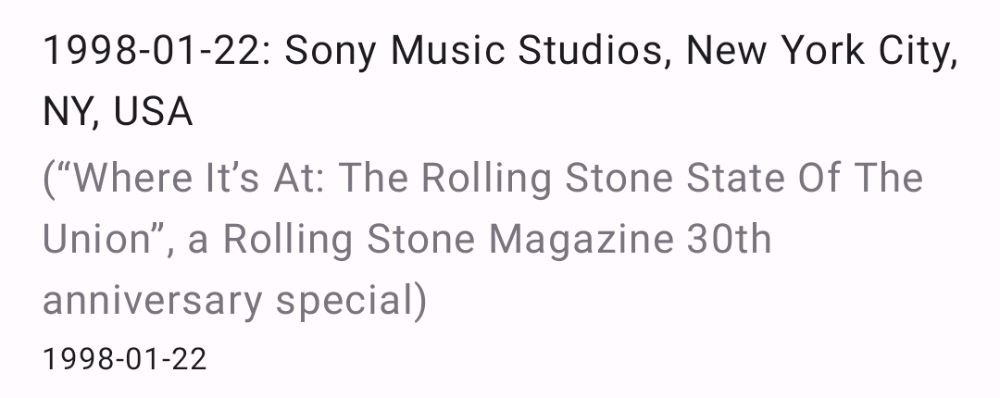 1998-01-22: Sony Music Studios, New York City,
NY, USA
(“Where It’s At: The Rolling Stone State Of The
Union”, a Rolling Stone Magazine 30th
anniversary special)
1998-01-22